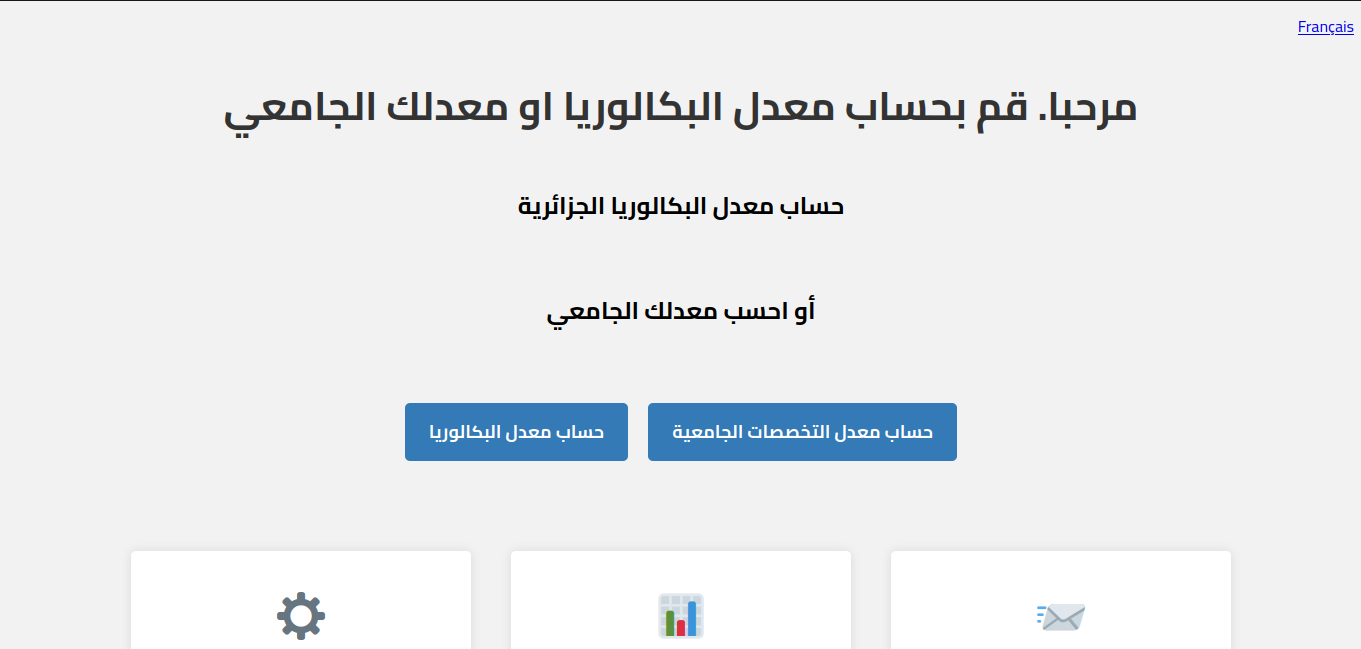 Français
مرحبا. قم بحساب معدل البكالوريا او معدلك الجامعي
حساب معدل البكالوريا الجزائرية
أو احسب معدلك الجامعي
حساب معدل التخصصات الجامعية
حساب معدل البكالوريا